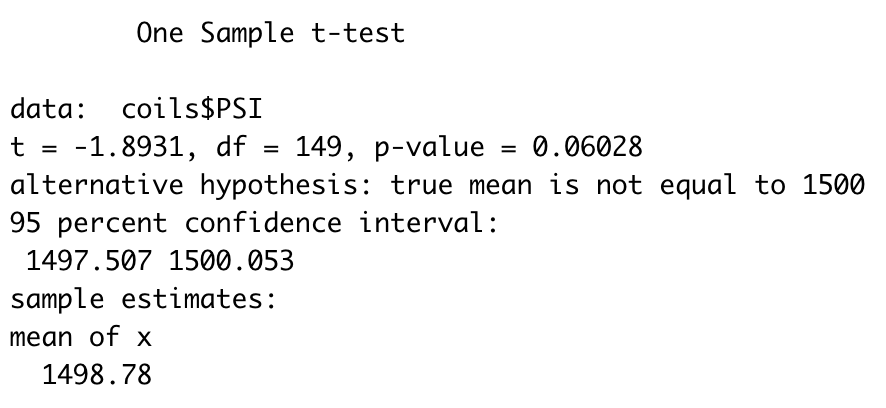 One Sample t-test
data:  coils$PSI
t = -1.8931, df = 149, p-value = 0.06028
alternative hypothesis: true mean is not equal to 1500
95 percent confidence interval:
 1497.507 1500.053
sample estimates:
mean of x
  1498.78